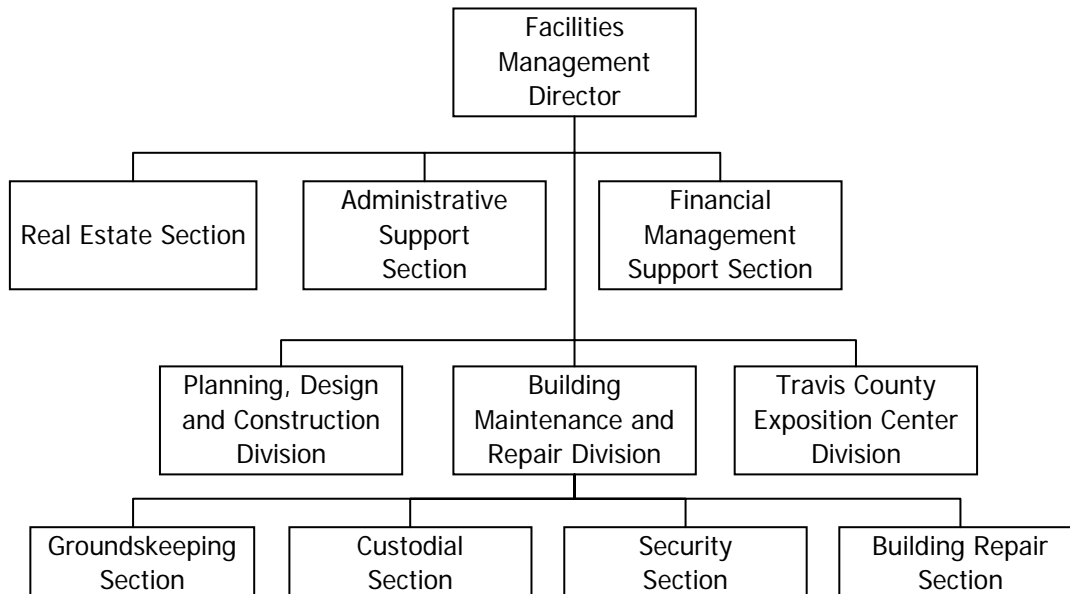 Facilities
Management
Director
Real Estate Section
Administrative
Support
Section
Financial
Management
Support Section
Planning, Design
and Construction
Division
Building
Maintenance and
Repair Division
Travis County
Exposition Center
Division
Groundskeeping
Section
Custodial
Section
Security
Section
Building Repair
Section